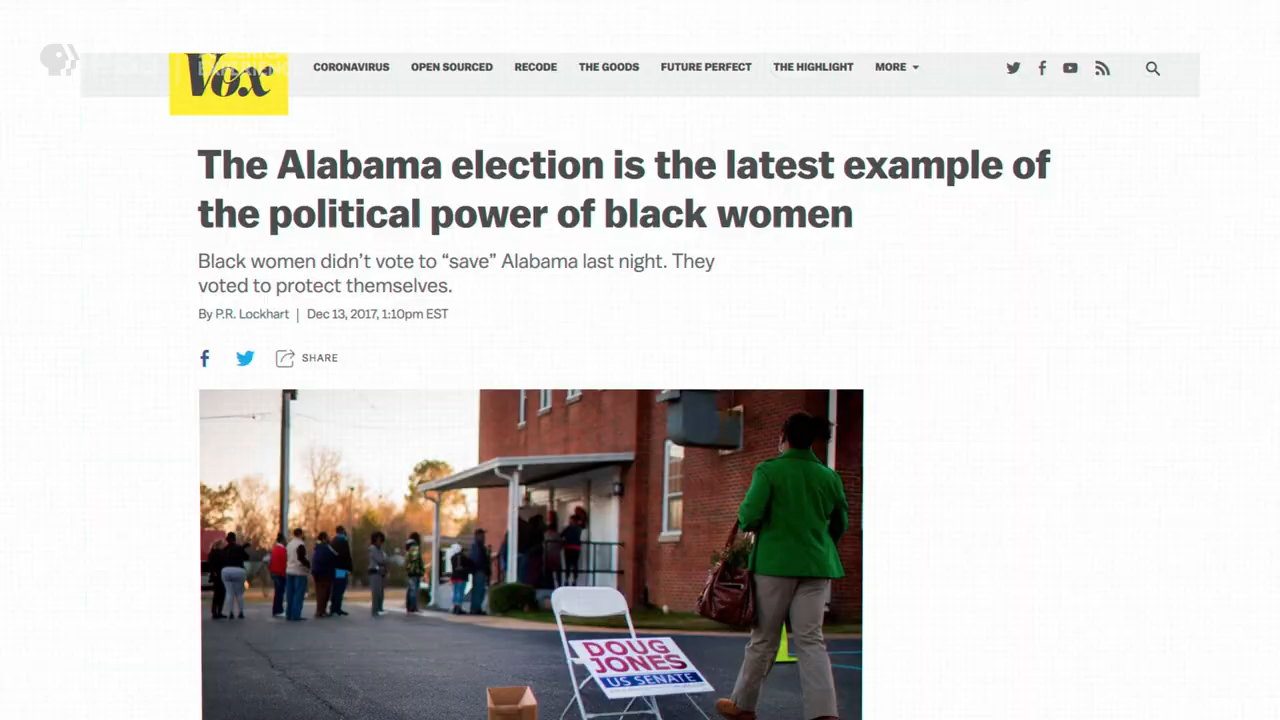 Vox
CORONAVIRUS OPEN SOURCED RECODE THE GOODS FUTURE PERFECT THE HIGHLIGHT MORE
The Alabama election is the latest example of
the political power of black women
Black women didn't vote to “save” Alabama last night. They
voted to protect themselves.
By P.R. Lockhart | Dec 13, 2017, 1:10pm EST
SHARE
DOUG
JONES
US SENATE